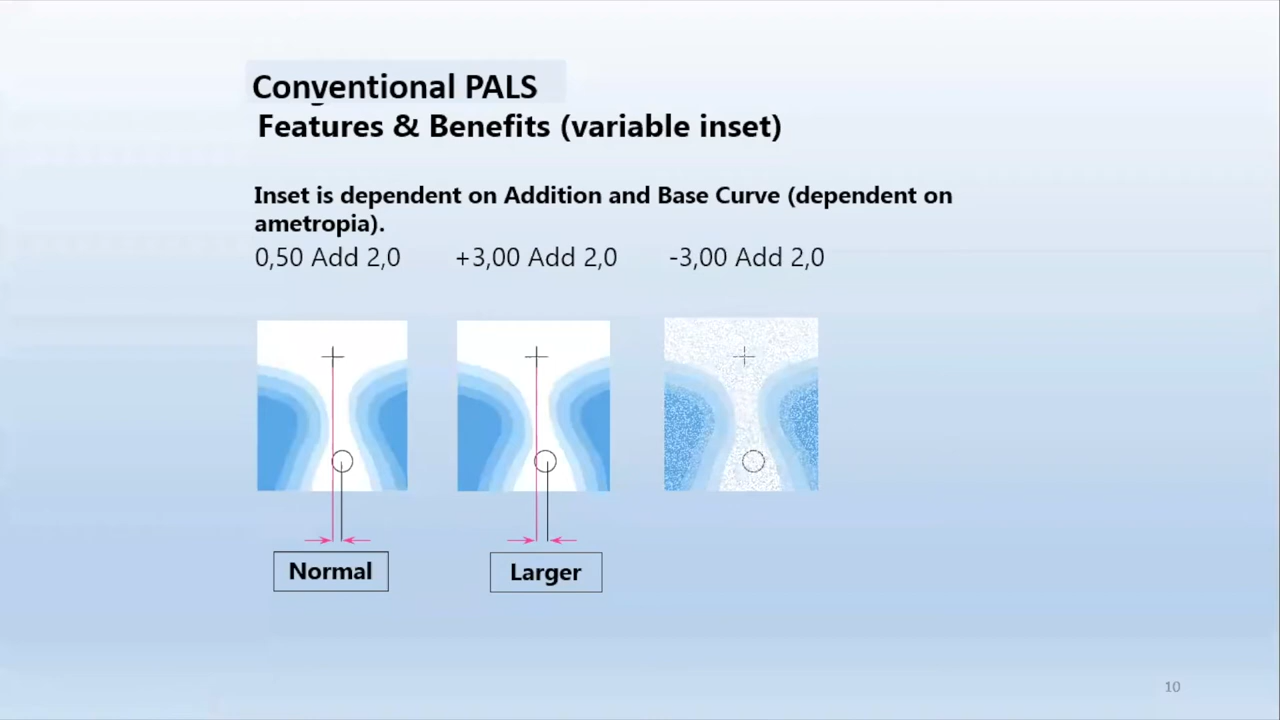 Conventional PALS
Features & Benefits (variable inset)
Inset is dependent on Addition and Base Curve (dependent on
ametropia).
0,50 Add 2,0 +3,00 Add 2,0 -3,00 Add 2,0
Normal Larger
10